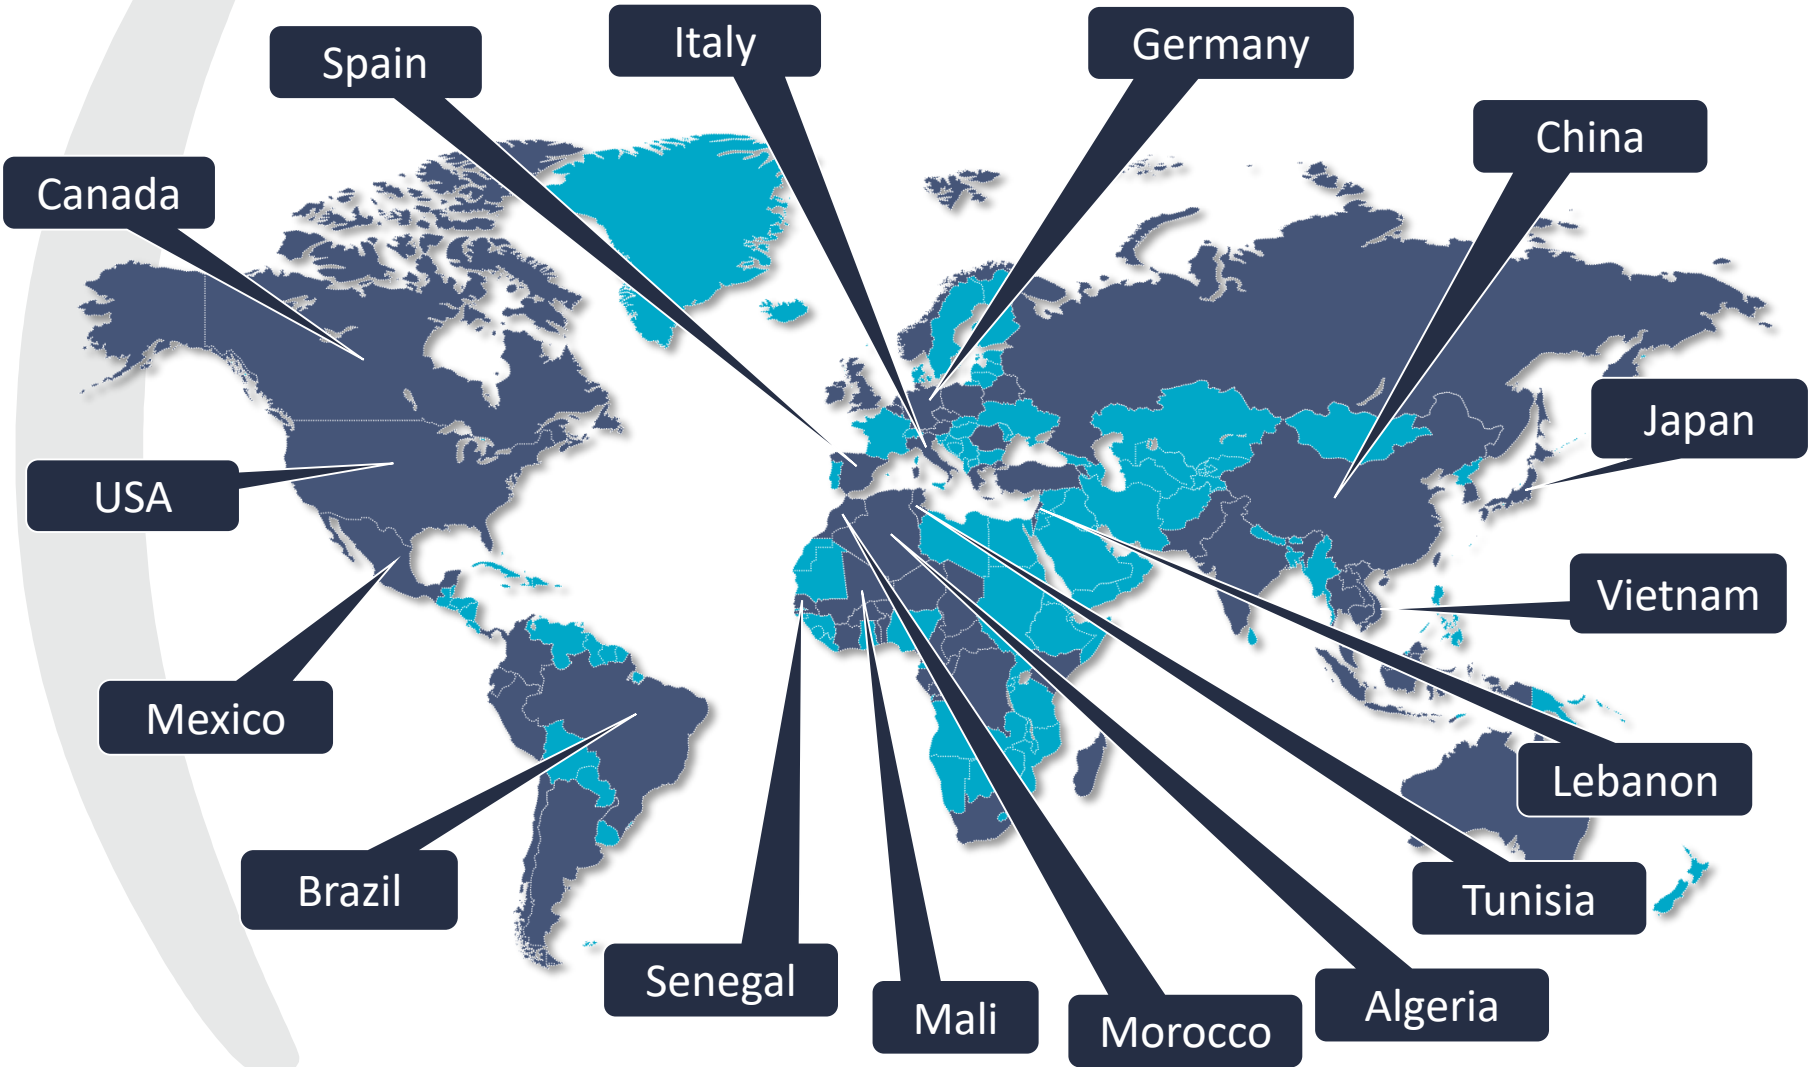 Italy
Germany
Spain
China
Canada
Japan
USA
Vietnam
Mexico
Lebanon
Brazil
Tunisia
Senegal
Algeria
Mali
Morocco